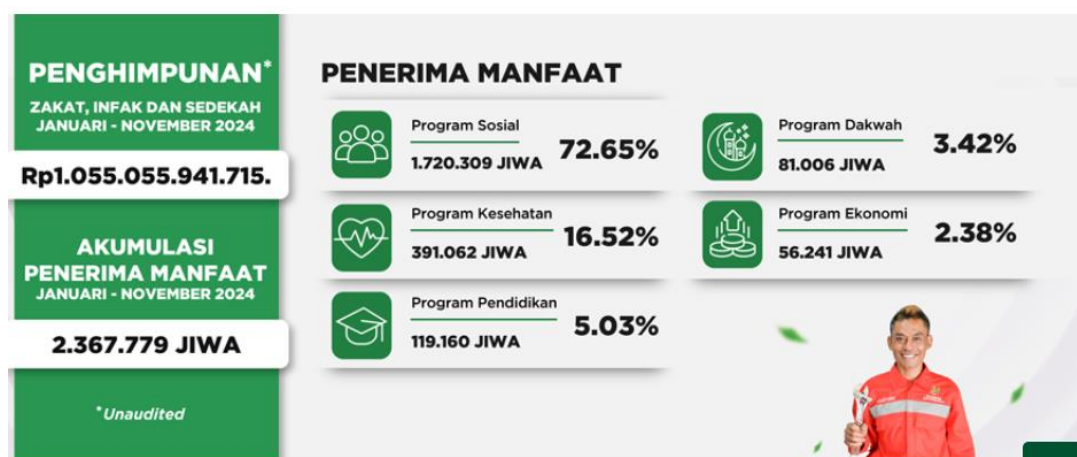 PENGHIMPUNAN*
ZAKAT, INFAK DAN SEDEKAH
JANUARI - NOVEMBER 2024
Rp1.055.055.941.715.
AKUMULASI
PENERIMA MANFAAT
JANUARI - NOVEMBER 2024
2.367.779 JIWA
*Unaudited
PENERIMA MANFAAT
Program Sosial
1.720.309 JIWA
72.65%
Program Kesehatan
391.062 JIWA
16.52%
Program Pendidikan
119.160 JIWA
5.03%
Program Dakwah
81.006 JIWA
3.42%
Program Ekonomi
56.241 JIWA
2.38%